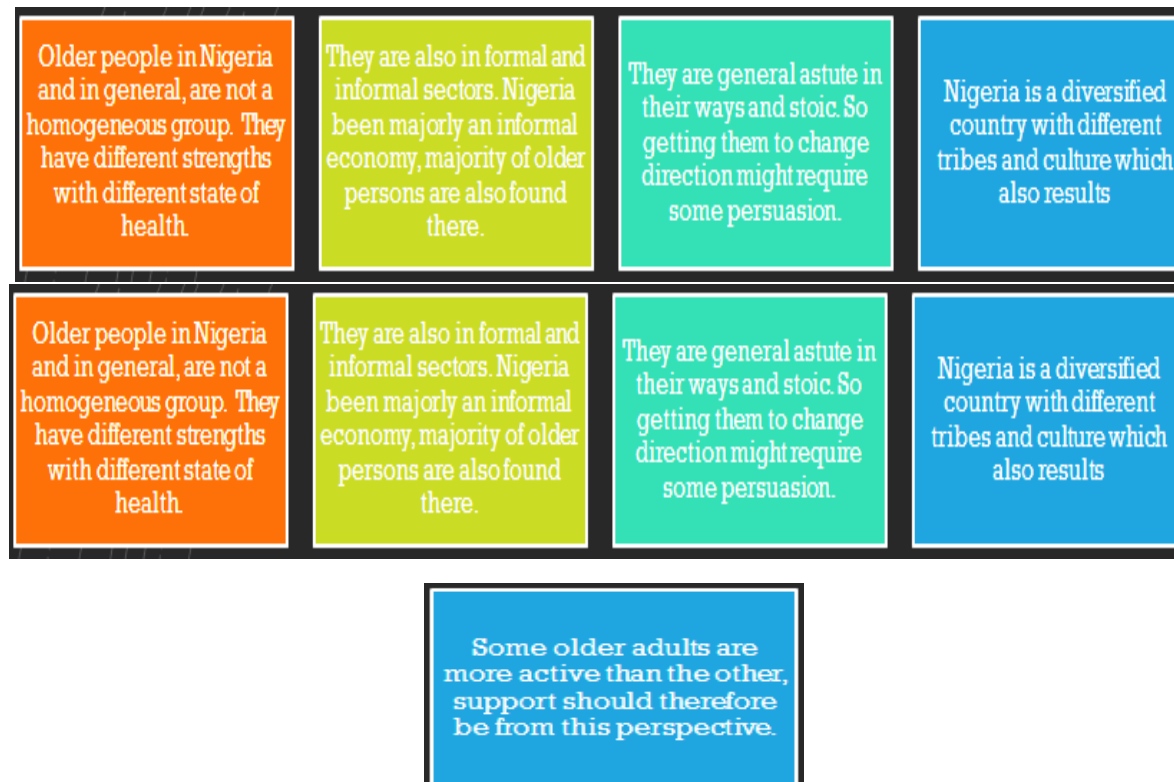 Older people in Nigeria
and in general, are not a
homogeneous group. They
have different strengths
with different state of
health.
They are also in formal and
informal sectors. Nigeria
been majorly an informal
economy, majority of older
persons are also found
there.
They are general astute in
their ways and stoic. So
getting them to change
direction might require
some persuasion.
Nigeria is a diversified
country with different
tribes and culture which
also results
Older people in Nigeria
and in general, are not a
homogeneous group. They
have different strengths
with different state of
health.
They are also in formal and
informal sectors. Nigeria
been majorly an informal
economy, majority of older
persons are also found
there.
They are general astute in
their ways and stoic. So
getting them to change
direction might require
some persuasion.
Nigeria is a diversified
country with different
tribes and culture which
also results
Some older adults are
more active than the other,
support should therefore
be from this perspective.